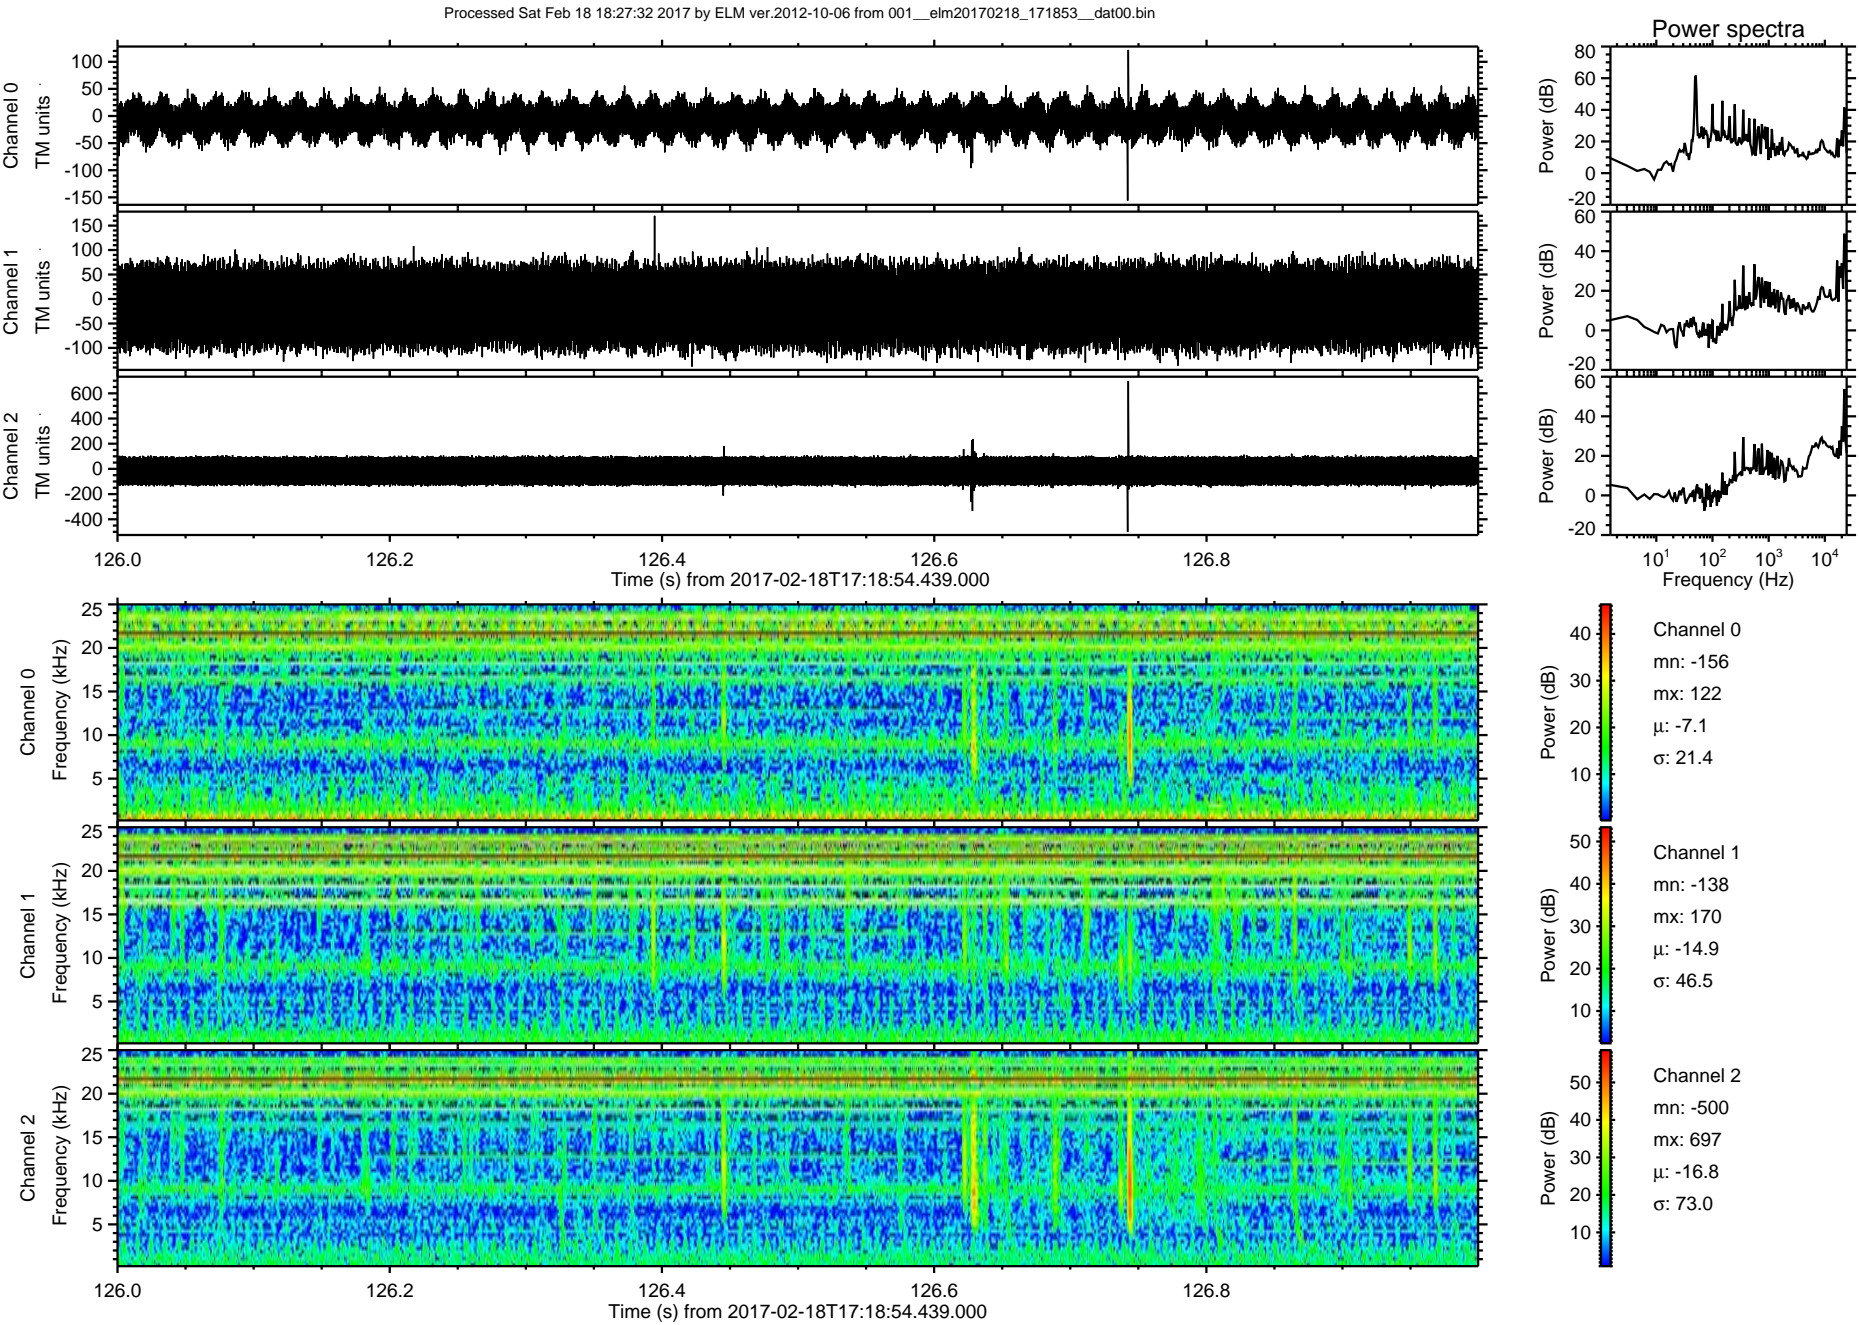 Processed Sat Feb 18 18:27:32 2017 by ELM ver.2012-10-06 from 001__elm20170218_171853__dat00.bin
Power spectra
Channel 0
TM units
100
50
0
-50
-100
-150
Power (dB)
80
60
40
20
0
-20
Channel 1
TM units
150
100
50
0
-50
-100
Power (dB)
60
40
20
0
-20
Channel 2
TM units
600
400
200
0
-200
-400
Power (dB)
60
40
20
0
-20
126.0
126.2
126.4
126.6
126.8
Time (s) from 2017-02-18T17:18:54.439.000
10^1
10^2
10^3
10^4
Frequency (Hz)
Channel 0
Frequency (kHz)
25
20
15
10
5
Power (dB)
40
30
20
10
Channel 0
mn: -156
mx: 122
μ: -7.1
σ: 21.4
Channel 1
Frequency (kHz)
25
20
15
10
5
Power (dB)
50
40
30
20
10
Channel 1
mn: -138
mx: 170
μ: -14.9
σ: 46.5
Channel 2
Frequency (kHz)
25
20
15
10
5
Power (dB)
50
40
30
20
10
Channel 2
mn: -500
mx: 697
μ: -16.8
σ: 73.0
126.0
126.2
126.4
126.6
126.8
Time (s) from 2017-02-18T17:18:54.439.000